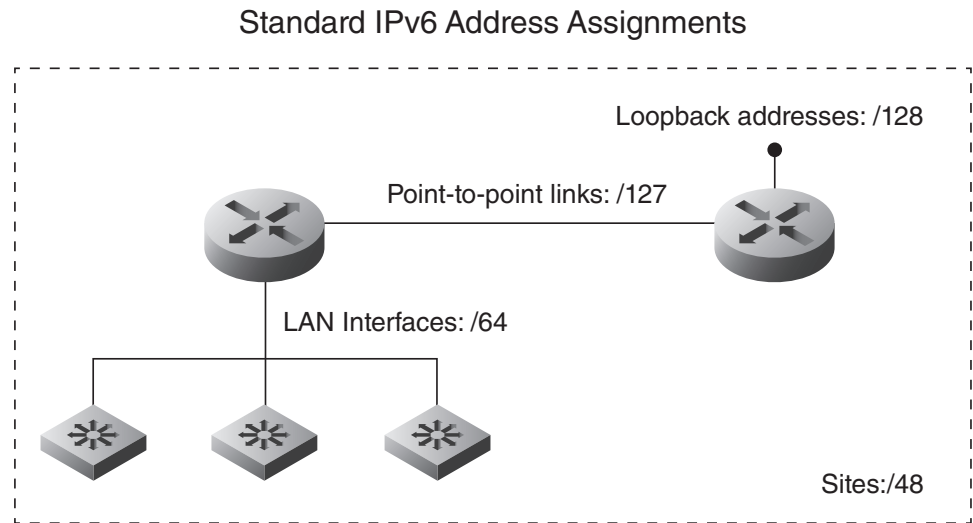 Standard IPv6 Address Assignments
Loopback addresses: /128
Point-to-point links: /127
LAN Interfaces: /64
Sites:/48